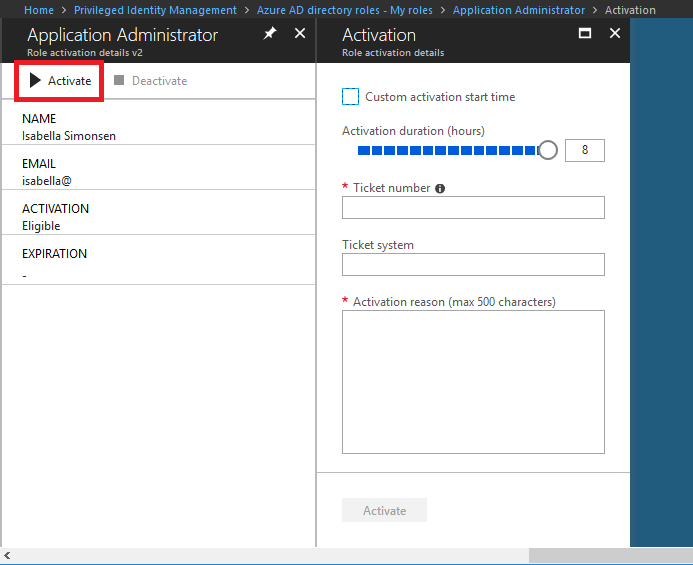 Home > Privileged Identity Management > Azure AD directory roles - My roles > Application Administrator > Activation
Application Administrator
Role activation details v2
Activate Deactivate
NAME
Isabella Simonsen
EMAIL
isabella@
ACTIVATION
Eligible
EXPIRATION
-
Activation
Role activation details
Custom activation start time
Activation duration (hours)
8
* Ticket number
Ticket system
* Activation reason (max 500 characters)
Activate